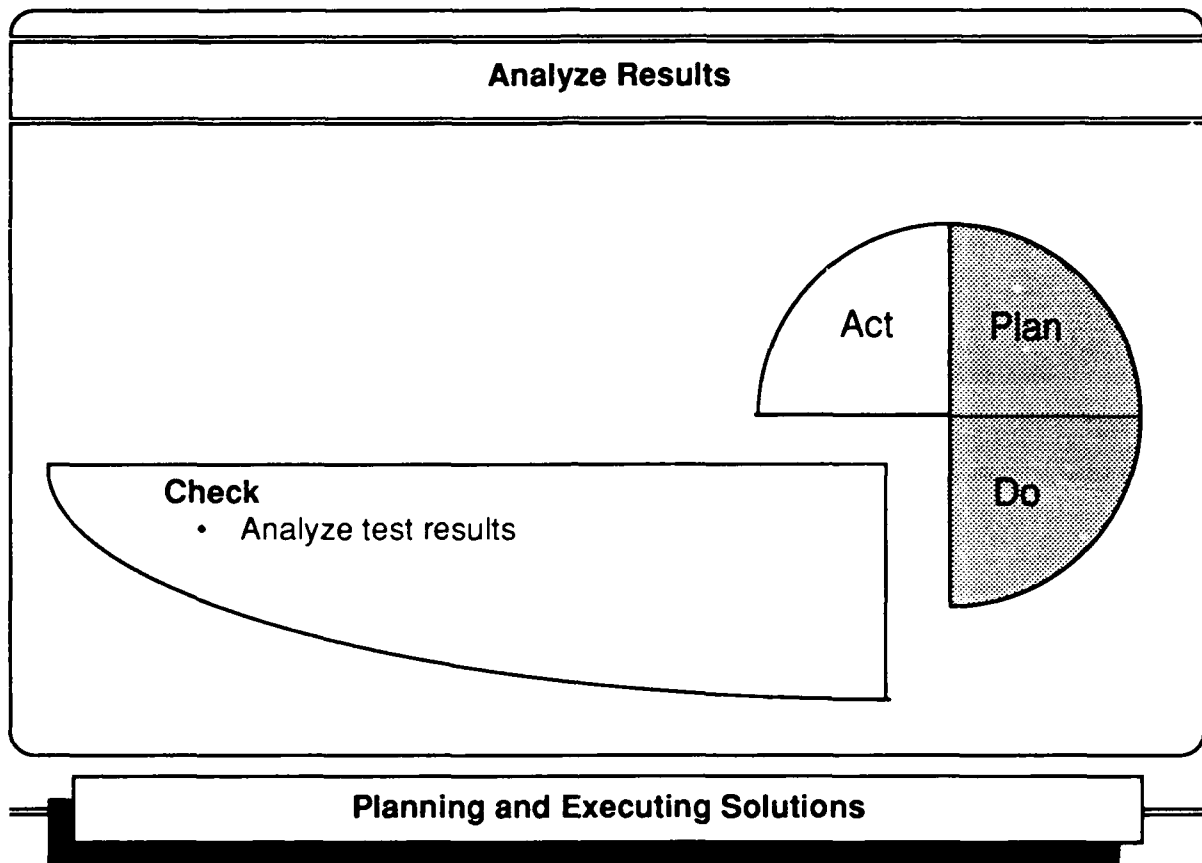 Analyze Results
Act
Plan
Do
Check
• Analyze test results
Planning and Executing Solutions